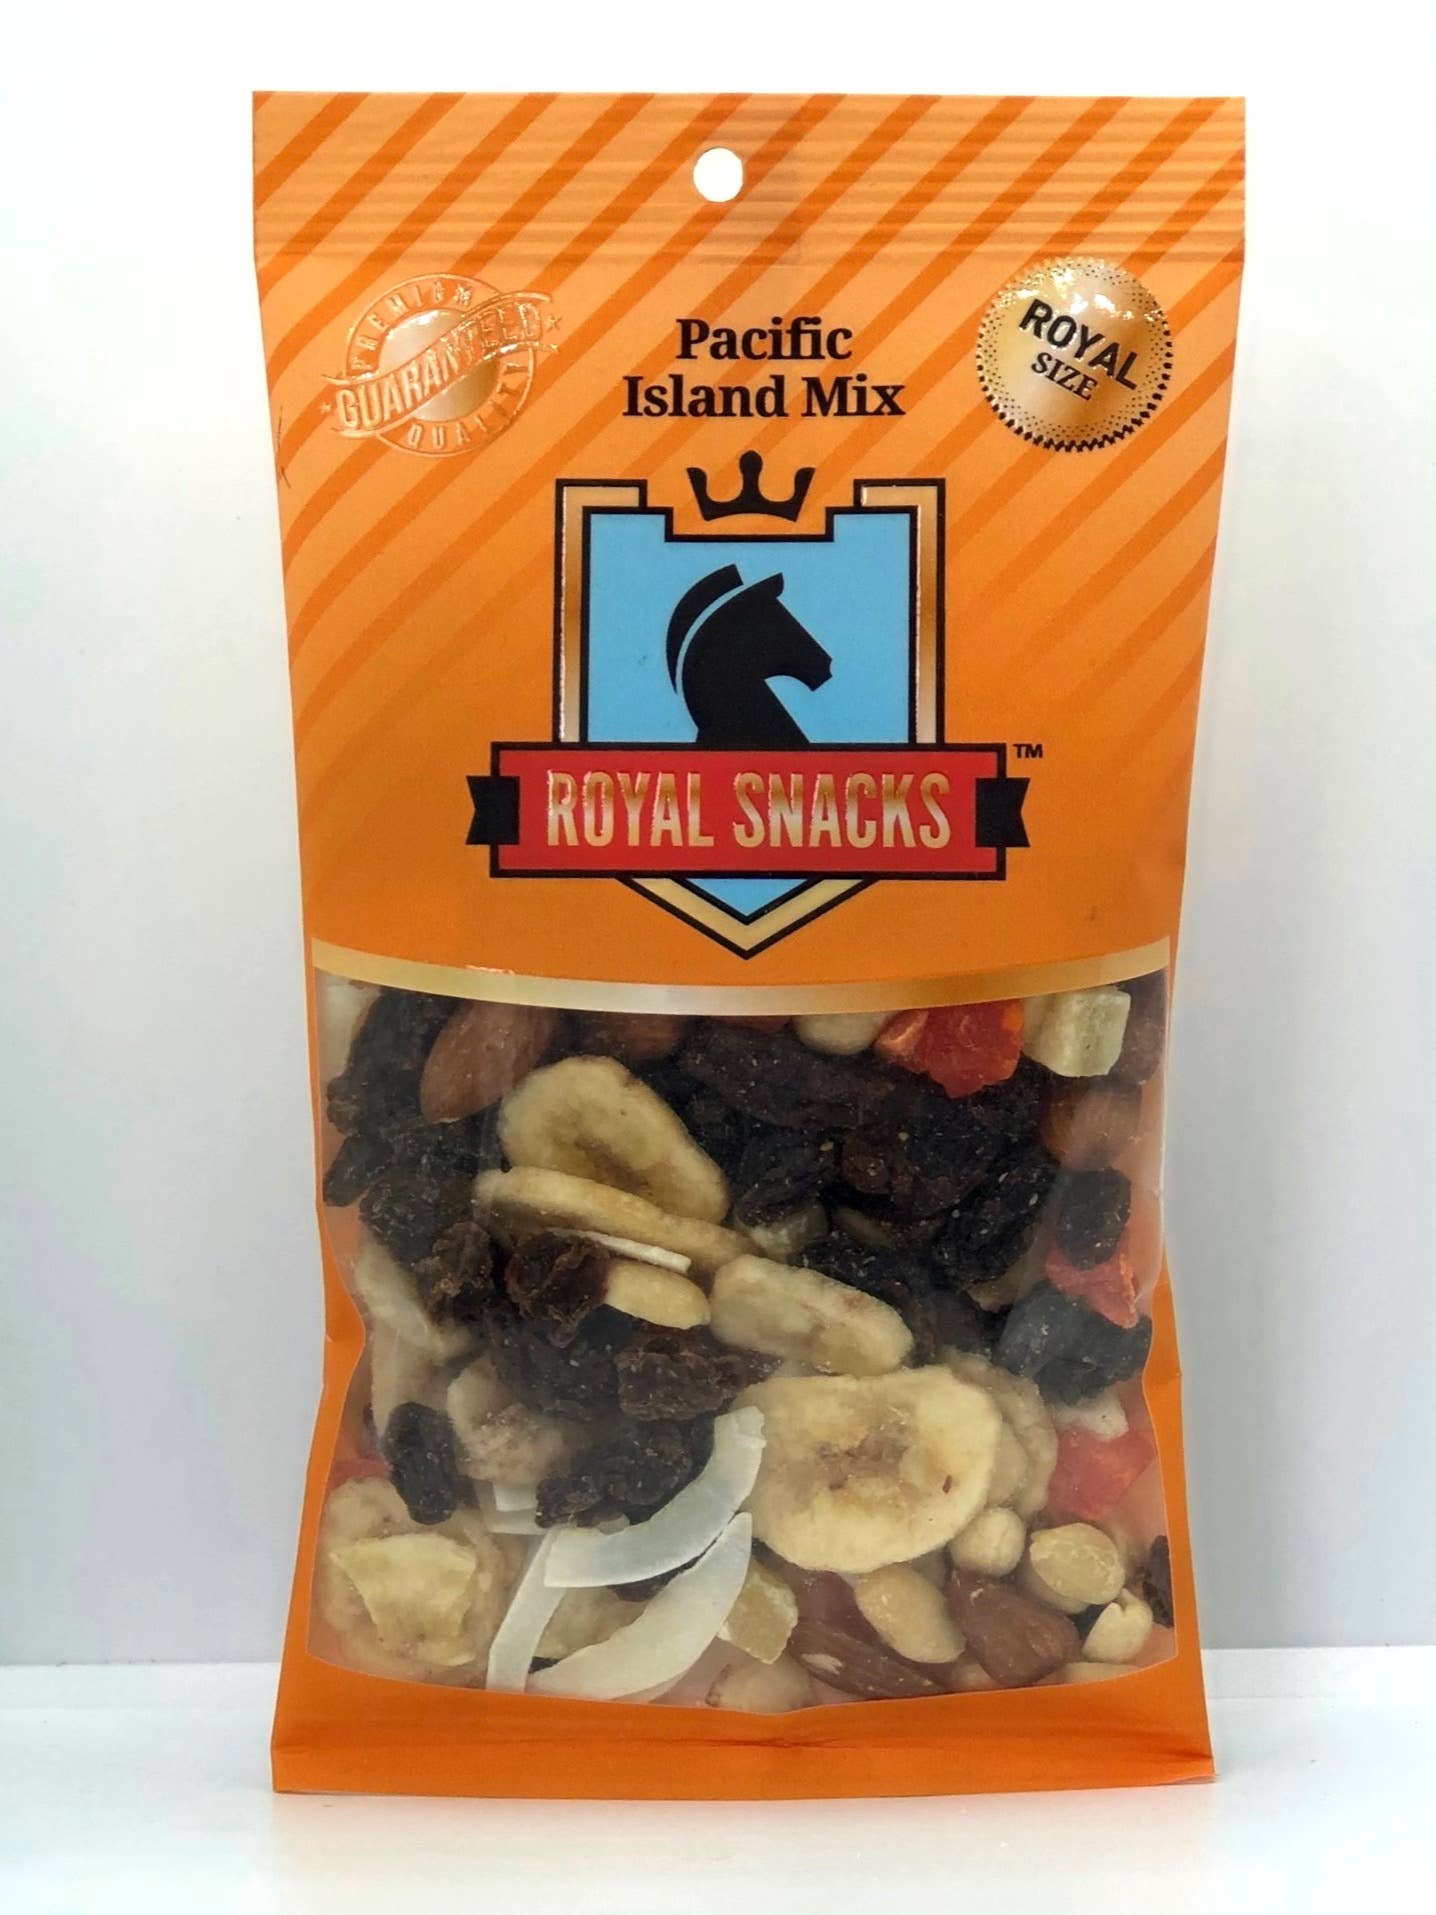 PREMIUM
GUARANTEED
QUALITY
Pacific
Island Mix
ROYAL
SIZE
ROYAL SNACKS
TM